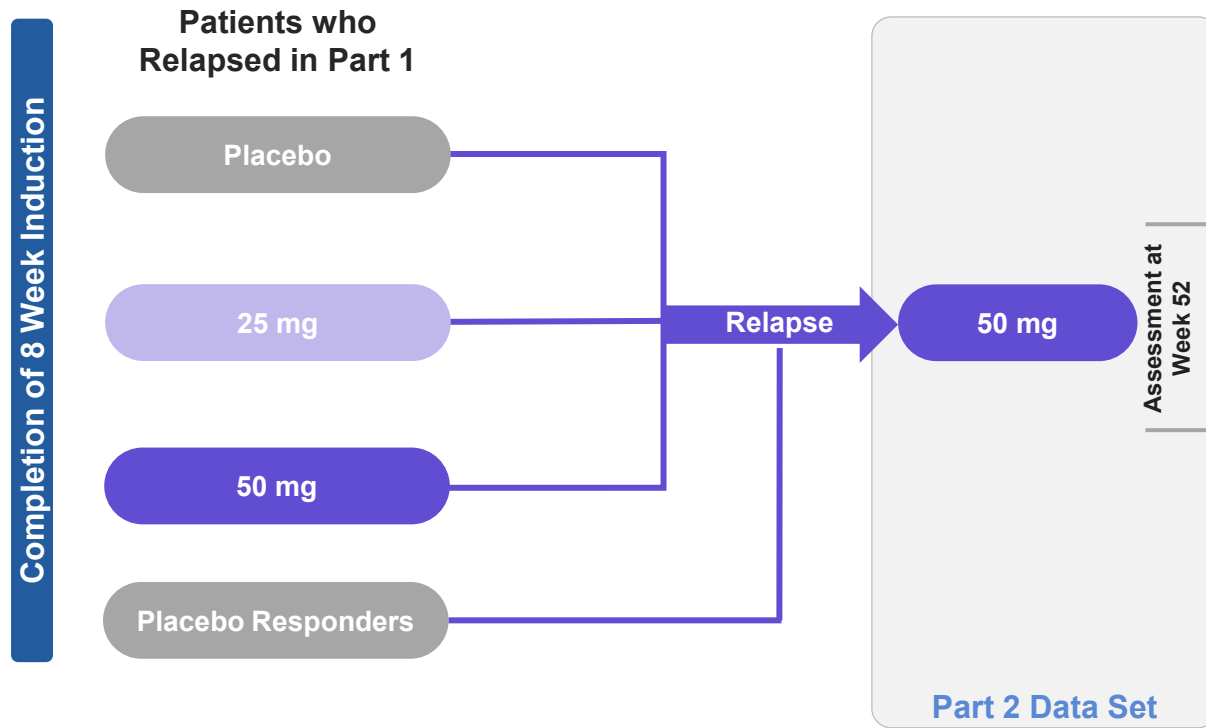 Completion of 8 Week Induction
Patients who
Relapsed in Part 1
Placebo
25 mg
50 mg
Placebo Responders
Relapse
50 mg
Assessment at
Week 52
Part 2 Data Set